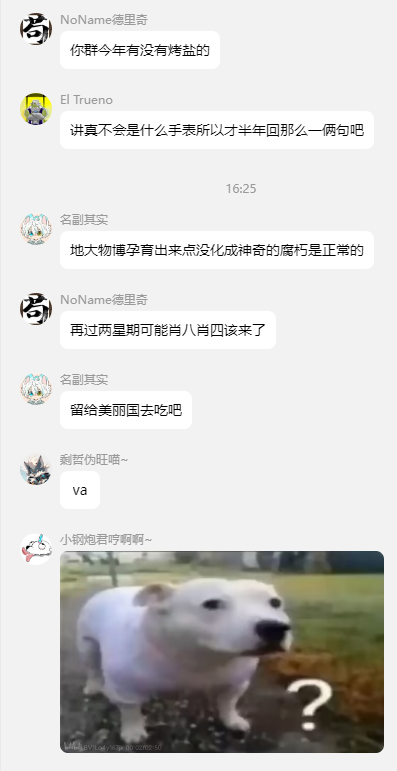 NoName德里奇
你群今年有没有烤盐的
El Trueno
讲真不会是什么手表所以才半年回那么一俩句吧
16:25
名副其实
地大物博孕育出来点没化成神奇的腐朽是正常的
NoName德里奇
再过两星期可能肖八肖四该来了
名副其实
留给美丽国去吃吧
剩哲伪旺喵~
va
小钢炮君哼啊啊~
?